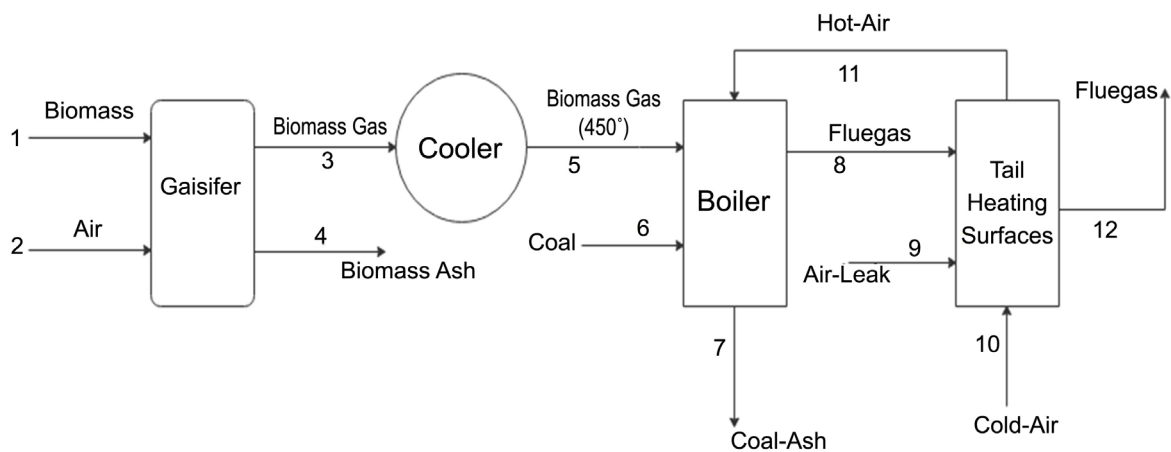 Hot-Air
11
Biomass
1
Air
2
Gaisifer
Biomass Gas
3
4
Biomass Ash
Cooler
Biomass Gas
(450˚)
5
Coal
6
Boiler
7
Coal-Ash
Fluegas
8
Air-Leak
9
Tail
Heating
Surfaces
10
Cold-Air
Fluegas
12